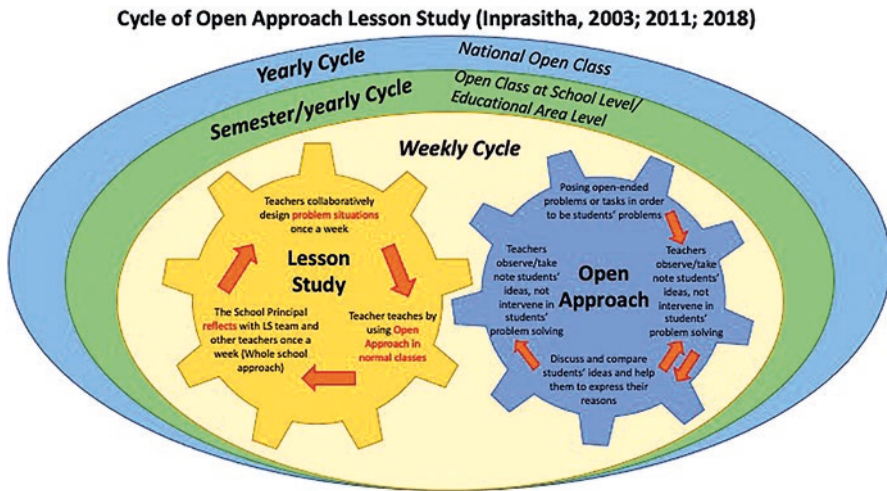 Cycle of Open Approach Lesson Study (Inprasitha, 2003; 2011; 2018)
Yearly Cycle
National Open Class
Semester/yearly Cycle
Open Class at School Level/
Educational Area Level
Weekly Cycle
Teachers collaboratively
design problem situations
once a week
Lesson
Study
Teacher teaches by
using Open
Approach in
normal classes
The School Principal
reflects with LS team and
other teachers once a
week (Whole school
approach)
Posing open-ended
problems or tasks in order
to be students' problems
Open
Approach
Teachers
observe/take
note students'
ideas, not
intervene in
students'
problem solving
Discuss and compare
students' ideas and help
them to express their
reasons
Teachers
observe/take
note students'
ideas, not
intervene in
students'
problem solving